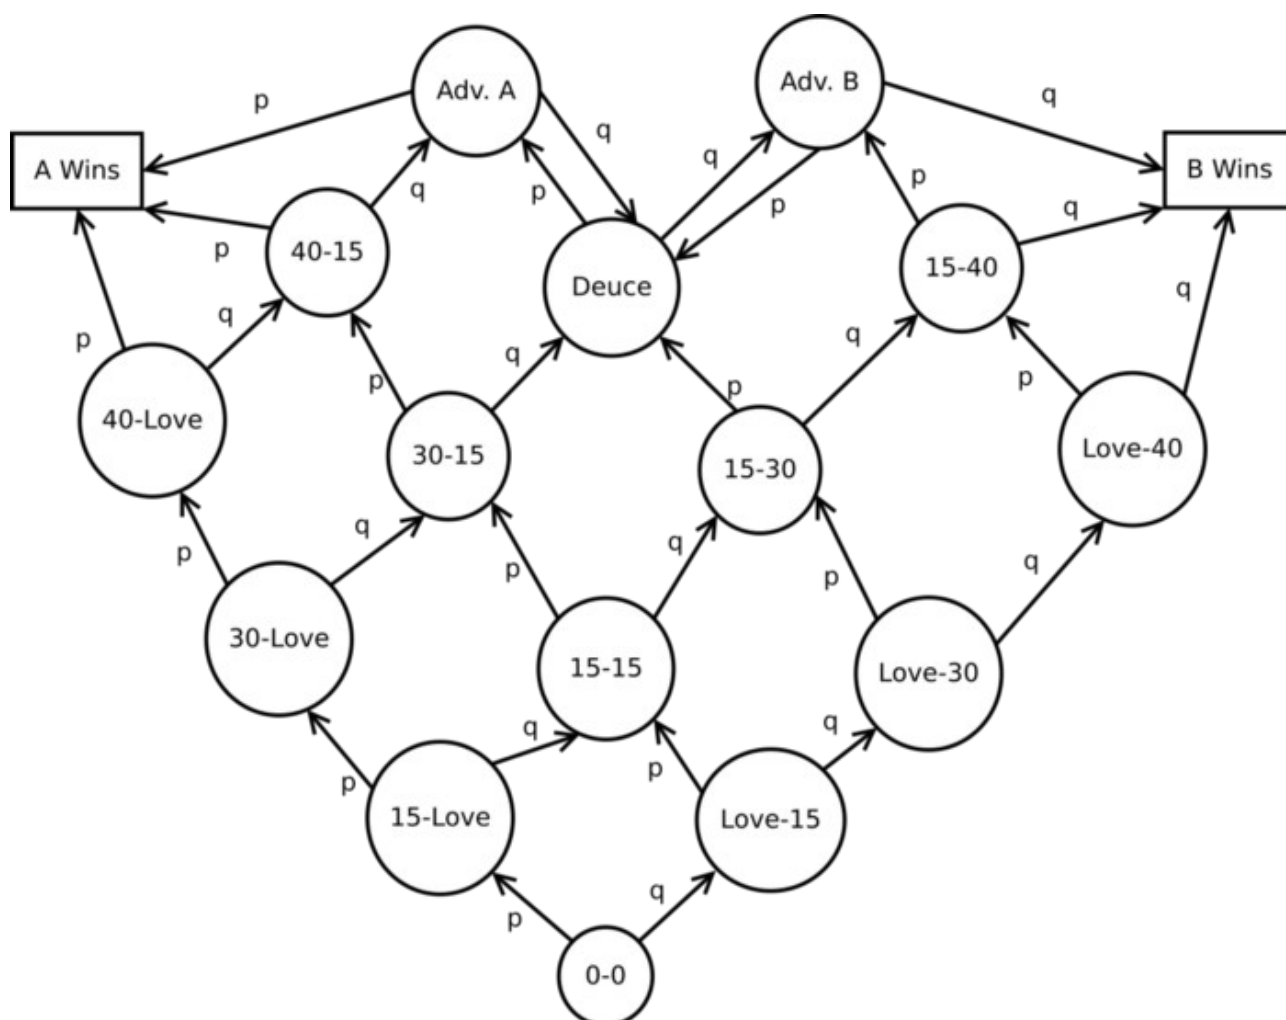 Adv. A
Adv. B
p
q
q
A Wins
B Wins
q
p
q
p
p
q
p
40-15
15-40
Deuce
p
q
q
q
p
q
p
p
p
40-Love
30-15
15-30
Love-40
q
p
q
p
p
q
30-Love
15-15
Love-30
q
q
p
p
15-Love
Love-15
q
p
0-0